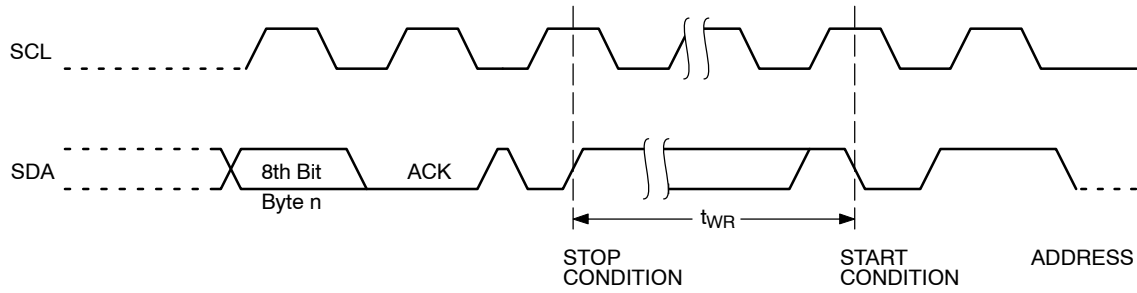 SCL
SDA
8th Bit
Byte n
ACK
tWR
STOP
CONDITION
START
CONDITION
ADDRESS